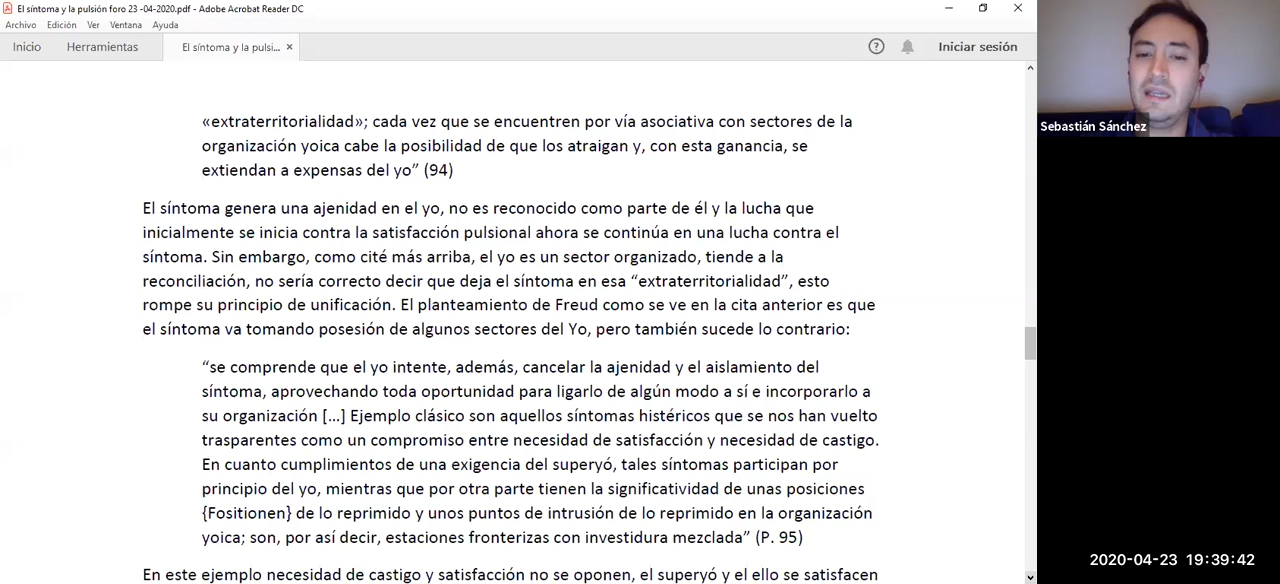 El síntoma y la pulsión foro 23 -04-2020.pdf - Adobe Acrobat Reader DC
Archivo Edición Ver Ventana Ayuda
Inicio Herramientas El síntoma y la pulsi... × Iniciar sesión
«extraterritorialidad»; cada vez que se encuentren por vía asociativa con sectores de la
organización yoica cabe la posibilidad de que los atraigan y, con esta ganancia, se
extiendan a expensas del yo” (94)
El síntoma genera una ajenidad en el yo, no es reconocido como parte de él y la lucha que
inicialmente se inicia contra la satisfacción pulsional ahora se continúa en una lucha contra el
síntoma. Sin embargo, como cité más arriba, el yo es un sector organizado, tiende a la
reconciliación, no sería correcto decir que deja el síntoma en esa “extraterritorialidad”, esto
rompe su principio de unificación. El planteamiento de Freud como se ve en la cita anterior es que
el síntoma va tomando posesión de algunos sectores del Yo, pero también sucede lo contrario:
“se comprende que el yo intente, además, cancelar la ajenidad y el aislamiento del
síntoma, aprovechando toda oportunidad para ligarlo de algún modo a sí e incorporarlo a
su organización [...] Ejemplo clásico son aquellos síntomas histéricos que se nos han vuelto
trasparentes como un compromiso entre necesidad de satisfacción y necesidad de castigo.
En cuanto cumplimientos de una exigencia del superyó, tales síntomas participan por
principio del yo, mientras que por otra parte tienen la significatividad de unas posiciones
{Fositionen} de lo reprimido y unos puntos de intrusión de lo reprimido en la organización
yoica; son, por así decir, estaciones fronterizas con investidura mezclada” (P. 95)
En este ejemplo necesidad de castigo y satisfacción no se oponen, el superyó y el ello se satisfacen
Sebastián Sánchez
2020-04-23 19:39:42